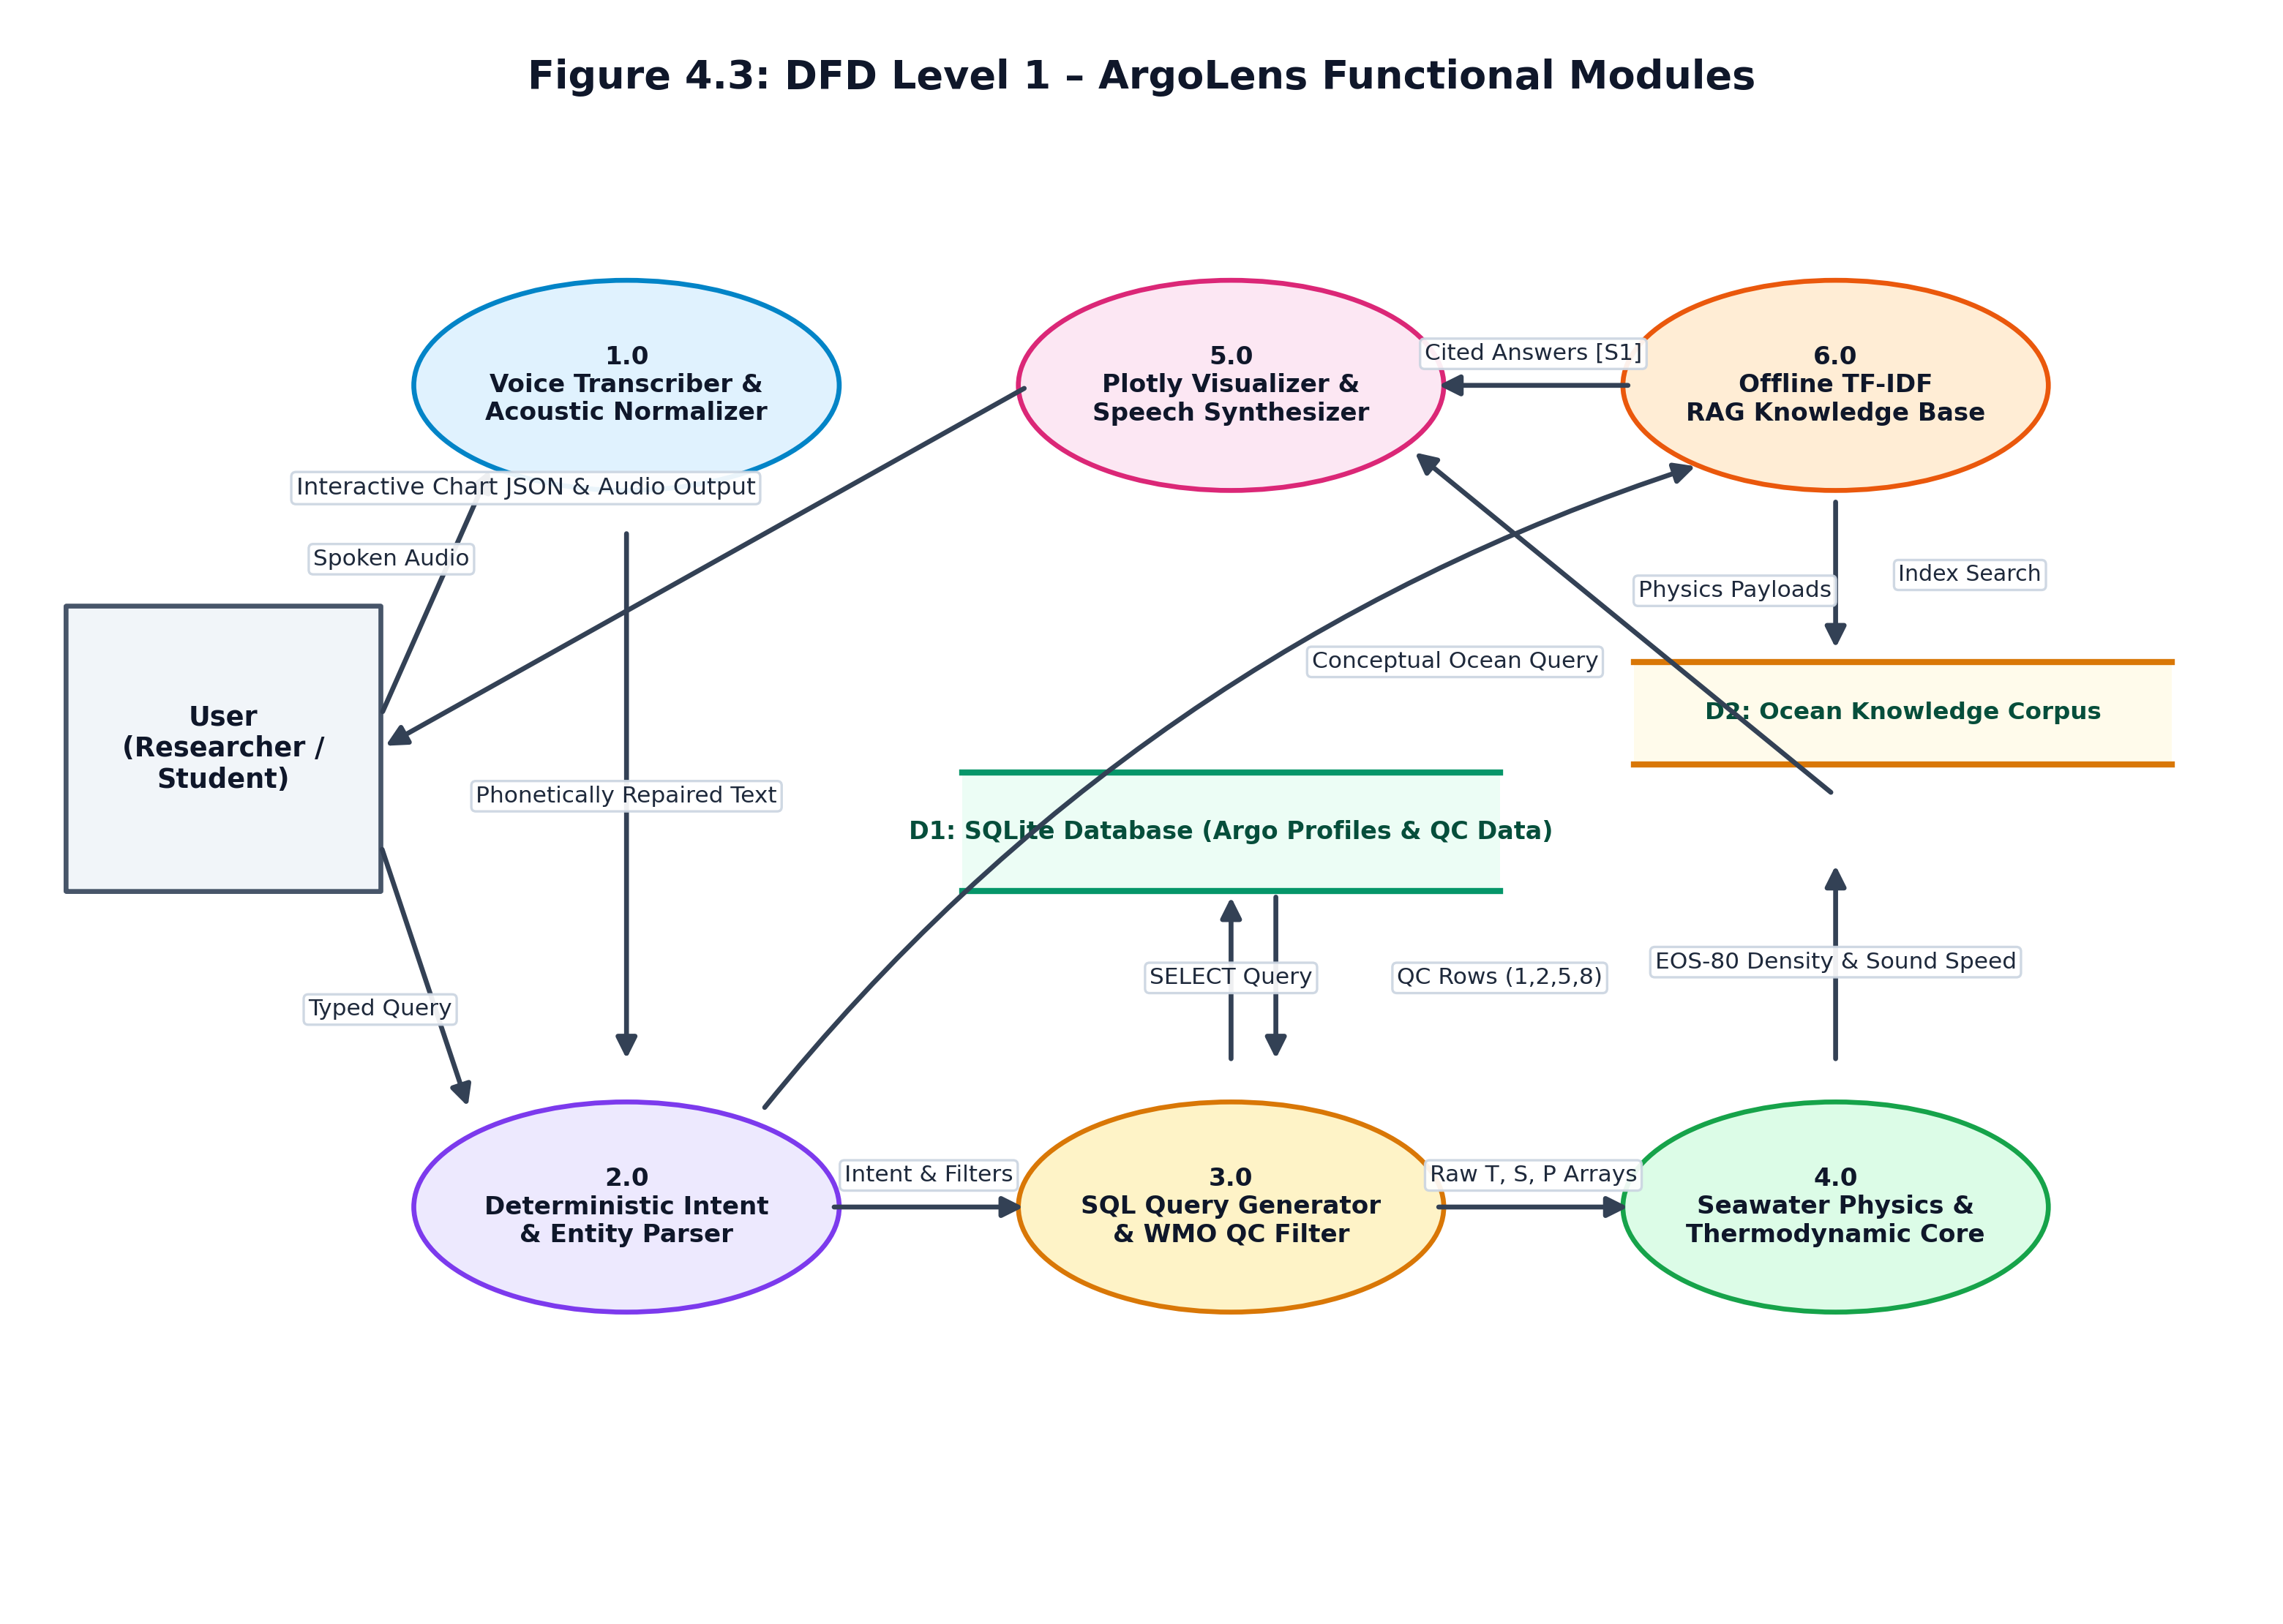 Figure 4.3: DFD Level 1 – ArgoLens Functional Modules
1.0
Voice Transcriber &
Acoustic Normalizer
5.0
Plotly Visualizer &
Speech Synthesizer
Cited Answers [S1]
6.0
Offline TF-IDF
RAG Knowledge Base
Interactive Chart JSON & Audio Output
Spoken Audio
Physics Payloads
Index Search
Conceptual Ocean Query
User
(Researcher /
Student)
D2: Ocean Knowledge Corpus
Phonetically Repaired Text
D1: SQLite Database (Argo Profiles & QC Data)
Typed Query
SELECT Query
QC Rows (1,2,5,8)
EOS-80 Density & Sound Speed
2.0
Deterministic Intent
& Entity Parser
Intent & Filters
3.0
SQL Query Generator
& WMO QC Filter
Raw T, S, P Arrays
4.0
Seawater Physics &
Thermodynamic Core